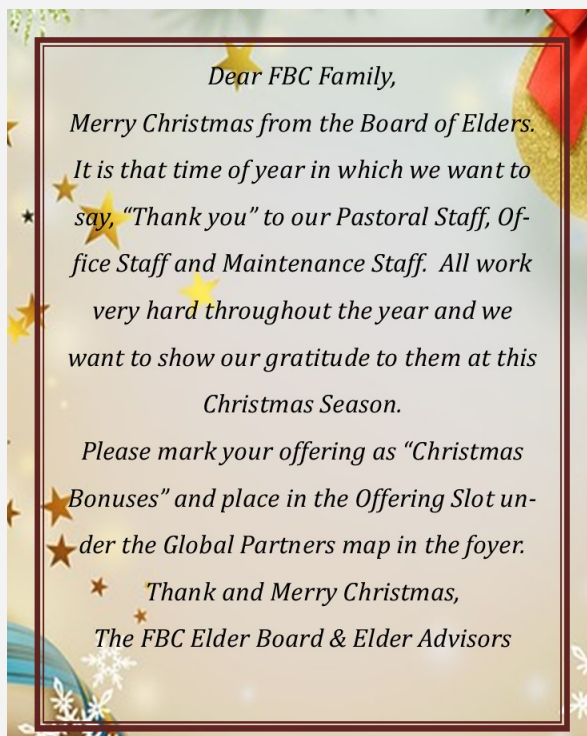 Dear FBC Family,
Merry Christmas from the Board of Elders.
It is that time of year in which we want to
say, “Thank you” to our Pastoral Staff, Of-
fice Staff and Maintenance Staff.  All work
very hard throughout the year and we
want to show our gratitude to them at this
Christmas Season.
Please mark your offering as “Christmas
Bonuses” and place in the Offering Slot un-
der the Global Partners map in the foyer.
Thank and Merry Christmas,
The FBC Elder Board & Elder Advisors